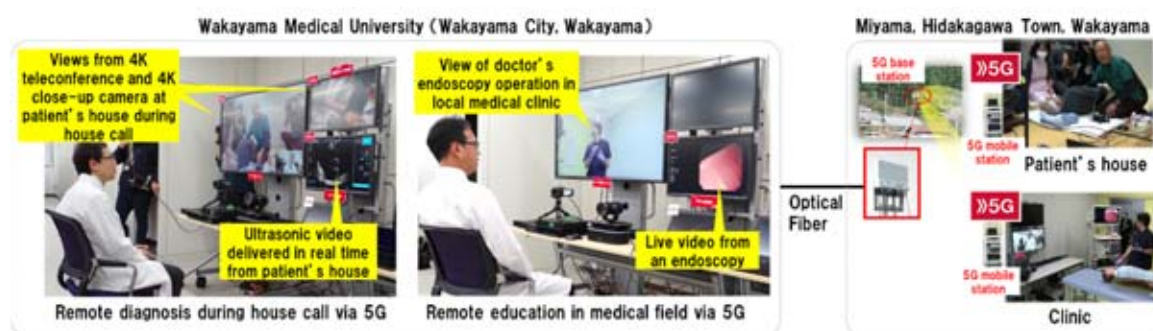 Wakayama Medical University (Wakayama City, Wakayama)
Views from 4K
teleconference and 4K
close-up camera at
patient's house during
house call
Ultrasonic video
delivered in real time
from patient's house
Remote diagnosis during house call via 5G
View of doctor's
endoscopy operation in
local medical clinic
Live video from
an endoscopy
Remote education in medical field via 5G
Optical
Fiber
Miyama, Hidakagawa Town, Wakayama
5G base
station
5G
5G mobile
station
Patient's house
5G
5G mobile
station
Clinic